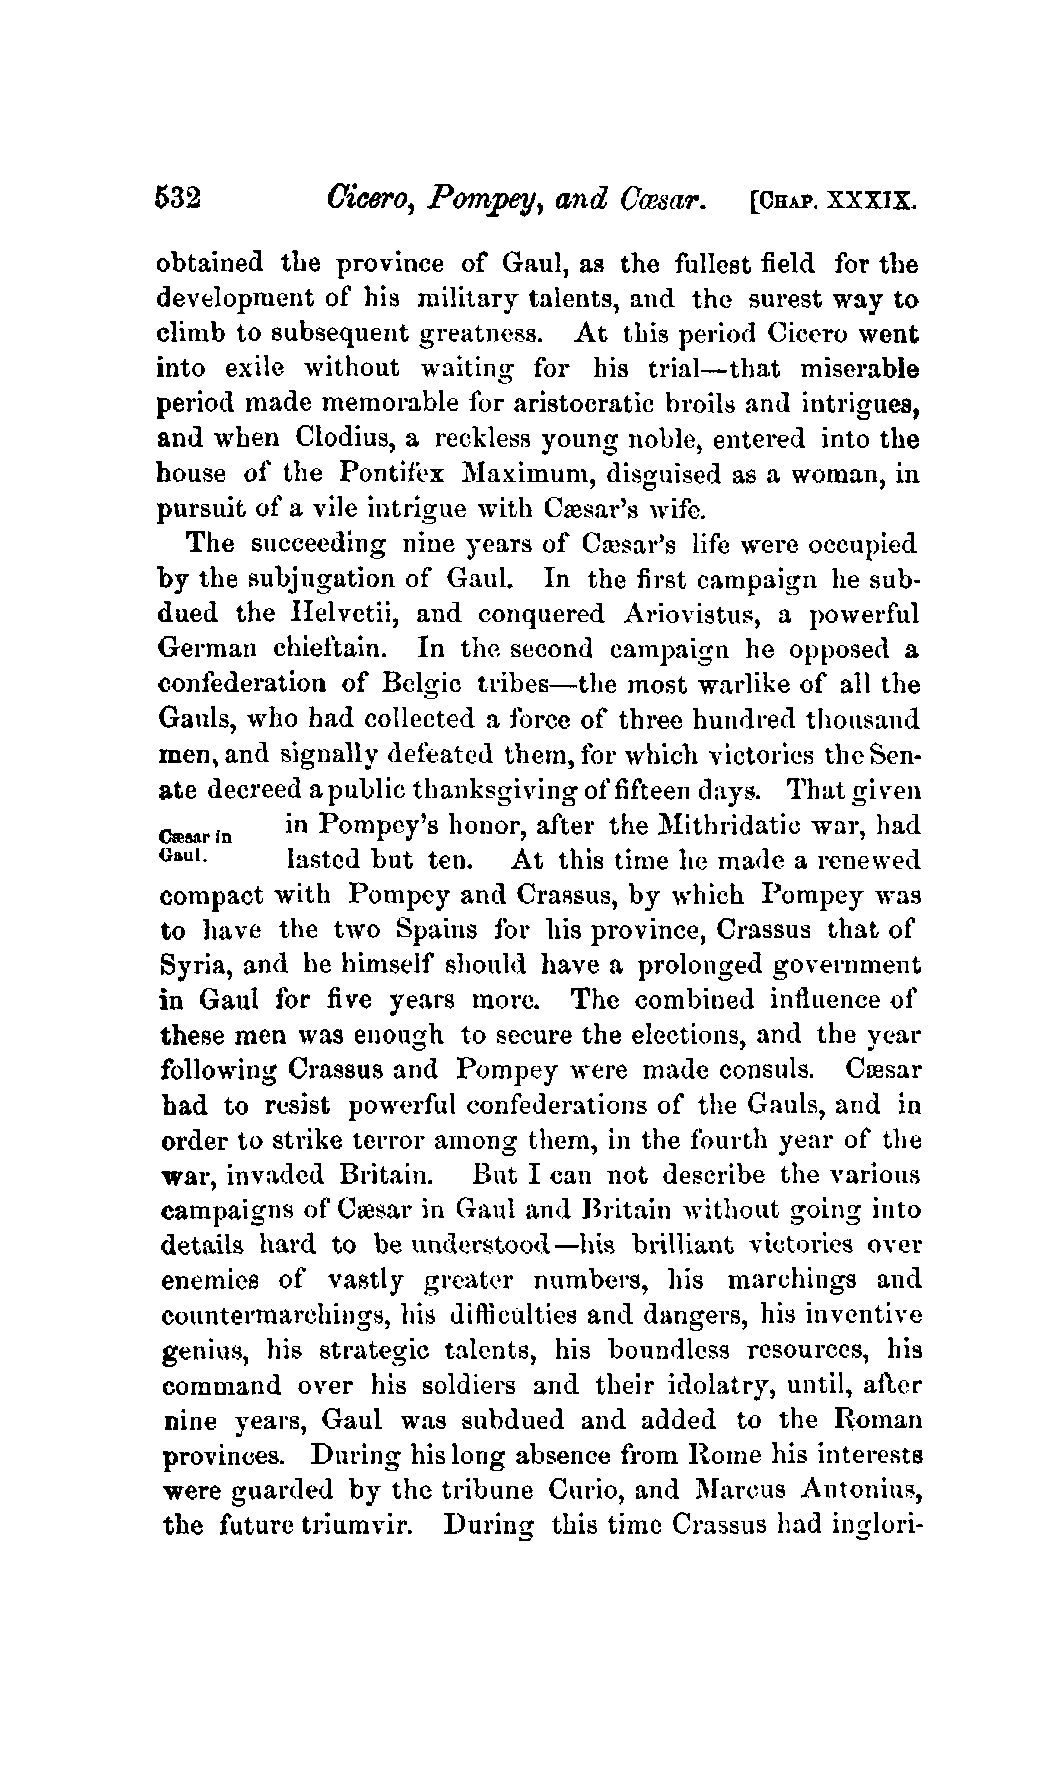 532 Cicero, Pompey, and Cæsar. [CHAP. XXXIX.
obtained the province of Gaul, as the fullest field for the
development of his military talents, and the surest way to
climb to subsequent greatness. At this period Cicero went
into exile without waiting for his trial—that miserable
period made memorable for aristocratic broils and intrigues,
and when Clodius, a reckless young noble, entered into the
house of the Pontifex Maximum, disguised as a woman, in
pursuit of a vile intrigue with Cæsar's wife.
The succeeding nine years of Cæsar's life were occupied
by the subjugation of Gaul. In the first campaign he sub-
dued the Helvetii, and conquered Ariovistus, a powerful
German chieftain. In the second campaign he opposed a
confederation of Belgic tribes—the most warlike of all the
Gauls, who had collected a force of three hundred thousand
men, and signally defeated them, for which victories the Sen-
ate decreed a public thanksgiving of fifteen days. That given
Cæsar in
Gaul.
in Pompey's honor, after the Mithridatic war, had
lasted but ten. At this time he made a renewed
compact with Pompey and Crassus, by which Pompey was
to have the two Spains for his province, Crassus that of
Syria, and he himself should have a prolonged government
in Gaul for five years more. The combined influence of
these men was enough to secure the elections, and the year
following Crassus and Pompey were made consuls. Cæsar
had to resist powerful confederations of the Gauls, and in
order to strike terror among them, in the fourth year of the
war, invaded Britain. But I can not describe the various
campaigns of Cæsar in Gaul and Britain without going into
details hard to be understood—his brilliant victories over
enemies of vastly greater numbers, his marchings and
countermarchings, his difficulties and dangers, his inventive
genius, his strategic talents, his boundless resources, his
command over his soldiers and their idolatry, until, after
nine years, Gaul was subdued and added to the Roman
provinces. During his long absence from Rome his interests
were guarded by the tribune Curio, and Marcus Antonius,
the future triumvir. During this time Crassus had inglori-